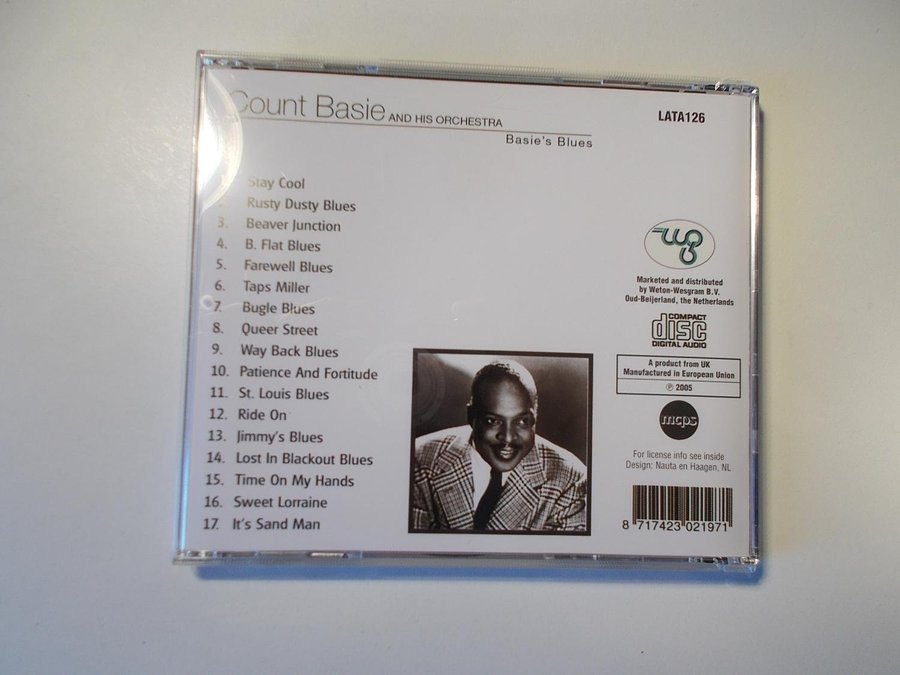 Count Basie AND HIS ORCHESTRA
Basie's Blues
LATA126
Stay Cool
2. Rusty Dusty Blues
3. Beaver Junction
4. B. Flat Blues
5. Farewell Blues
6. Taps Miller
7. Bugle Blues
8. Queer Street
9. Way Back Blues
10. Patience And Fortitude
11. St. Louis Blues
12. Ride On
13. Jimmy's Blues
14. Lost In Blackout Blues
15. Time On My Hands
16. Sweet Lorraine
17. It's Sand Man
Marketed and distributed
by Weton-Wesgram B.V.
Oud-Beijerland, the Netherlands
COMPACT
disc
DIGITAL AUDIO
A product from UK
Manufactured in European Union
℗ 2005
mcps
For license info see inside
Design: Nauta en Haagen, NL
8 717423 021971